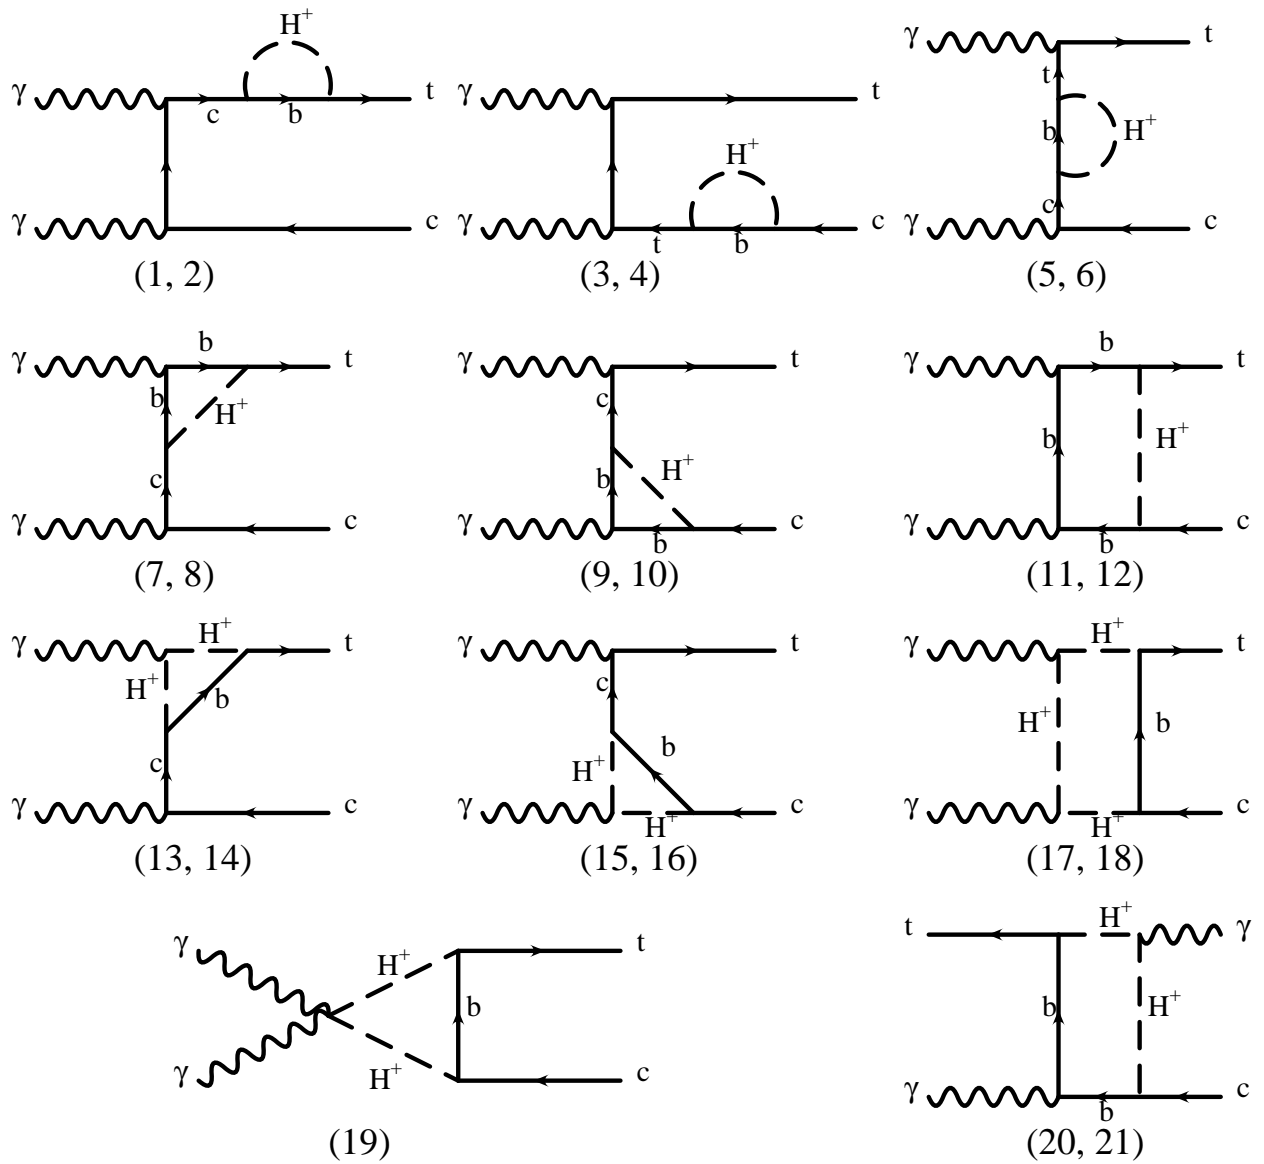 H⁺
γ t
c b
γ c
(1, 2)
γ t
H⁺
t b
γ c
(3, 4)
γ t
t
b H⁺
c
γ c
(5, 6)
γ b t
b H⁺
c
γ c
(7, 8)
γ t
c
b H⁺
b
γ c
(9, 10)
γ b t
b H⁺
b
γ c
(11, 12)
γ H⁺ t
H⁺ b
c
γ c
(13, 14)
γ t
c
b
H⁺
γ H⁺ c
(15, 16)
γ H⁺ t
H⁺ b
γ H⁺ c
(17, 18)
γ t
H⁺
b
H⁺
γ c
(19)
t H⁺ γ
b H⁺
γ b c
(20, 21)